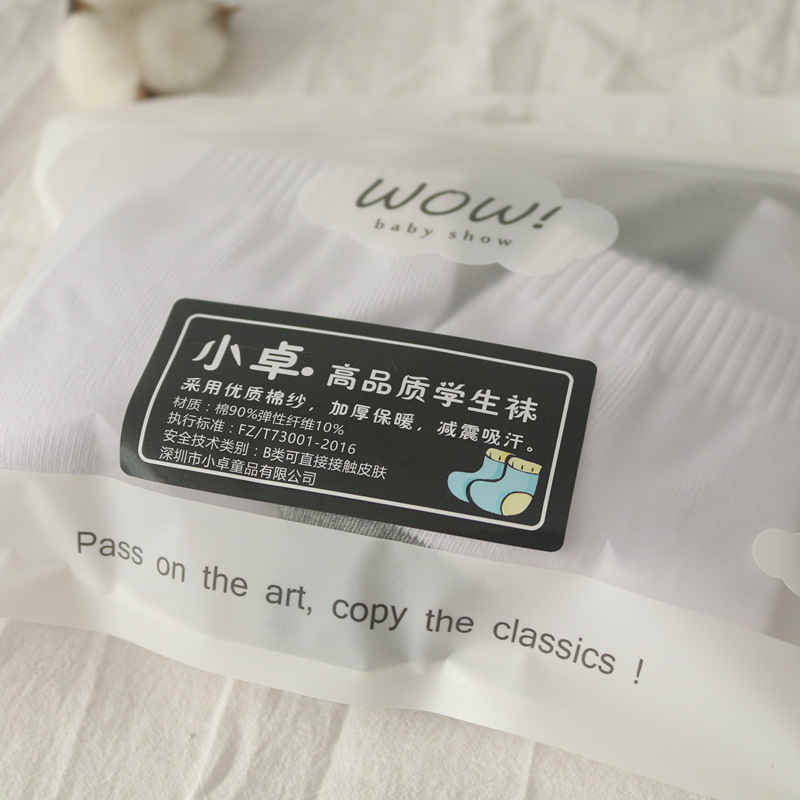 WOW!
baby show
小卓. 高品质学生袜
采用优质棉纱，加厚保暖，减震吸汗。
材质：棉90%弹性纤维10%
执行标准：FZ/T73001-2016
安全技术类别：B类可直接接触皮肤
深圳市小卓童品有限公司
Pass on the art, copy the classics !